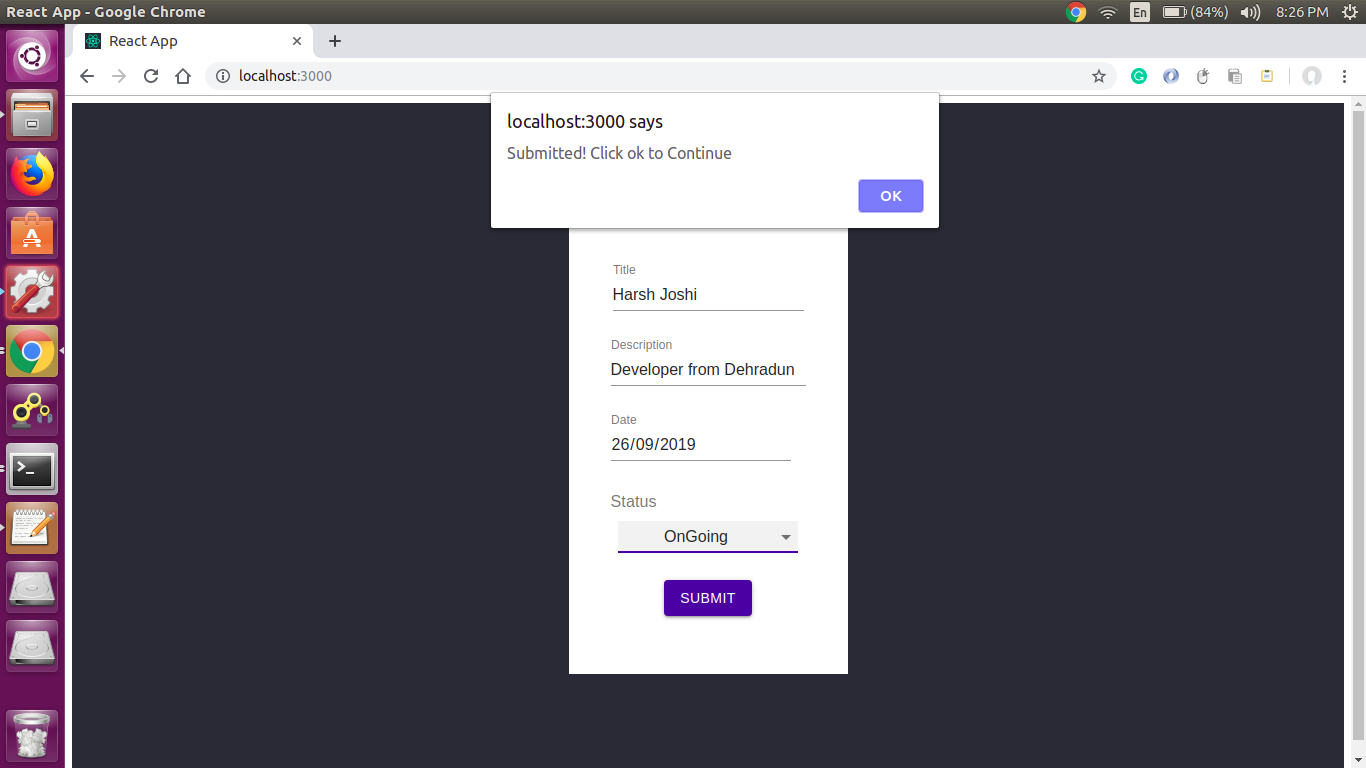 React App - Google Chrome
En (84%) 8:26 PM
React App
localhost:3000
localhost:3000 says
Submitted! Click ok to Continue
OK
Title
Harsh Joshi
Description
Developer from Dehradun
Date
26/09/2019
Status
OnGoing
SUBMIT